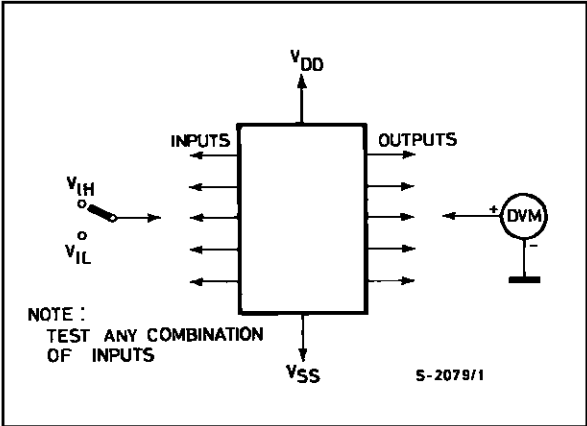 VDD
INPUTS
OUTPUTS
VIH
VIL
+
DVM
-
NOTE :
TEST ANY COMBINATION
OF INPUTS
VSS
S-2079/1